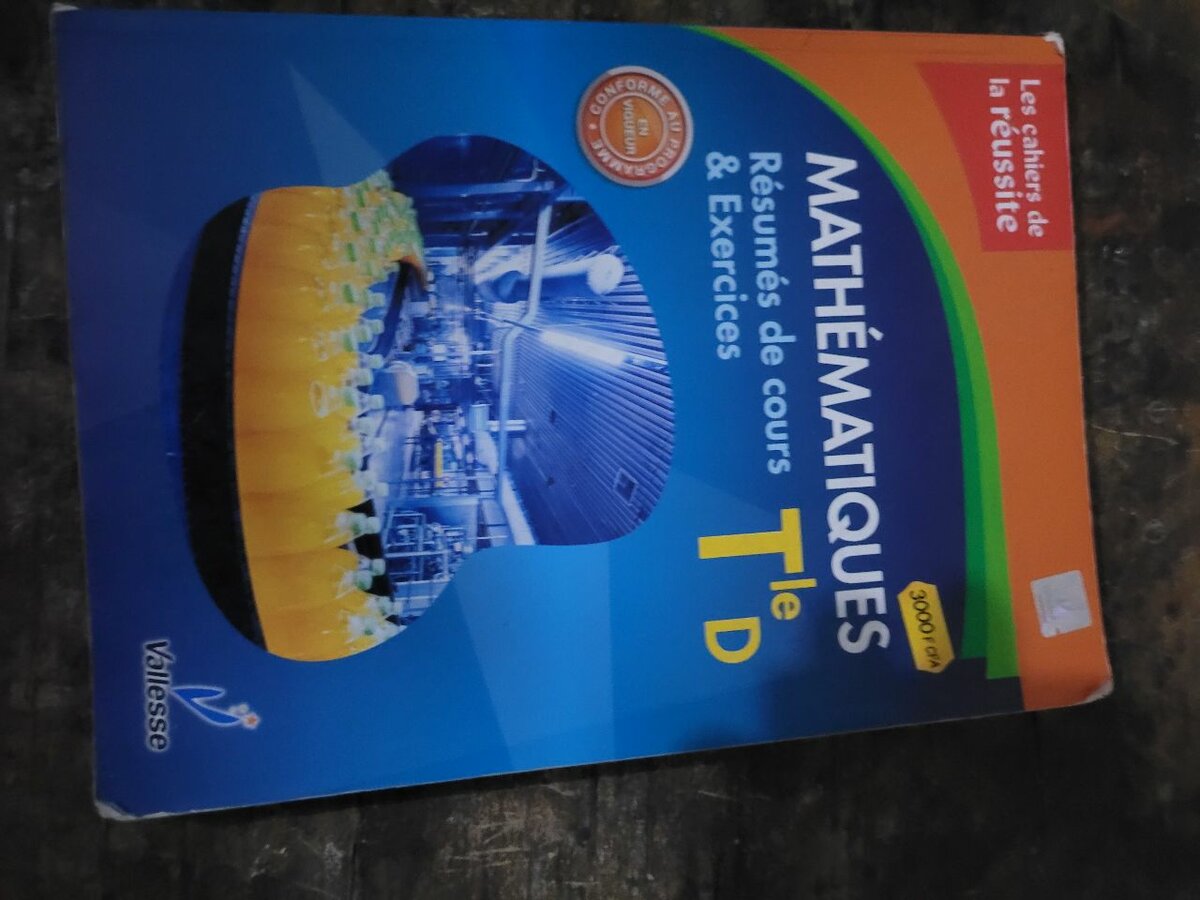 Les cahiers de
la réussite
3000 F CFA
MATHÉMATIQUES
Résumés de cours
& Exercices
Tle
D
CONFORME AU PROGRAMME
EN
VIGUEUR
Vallesse